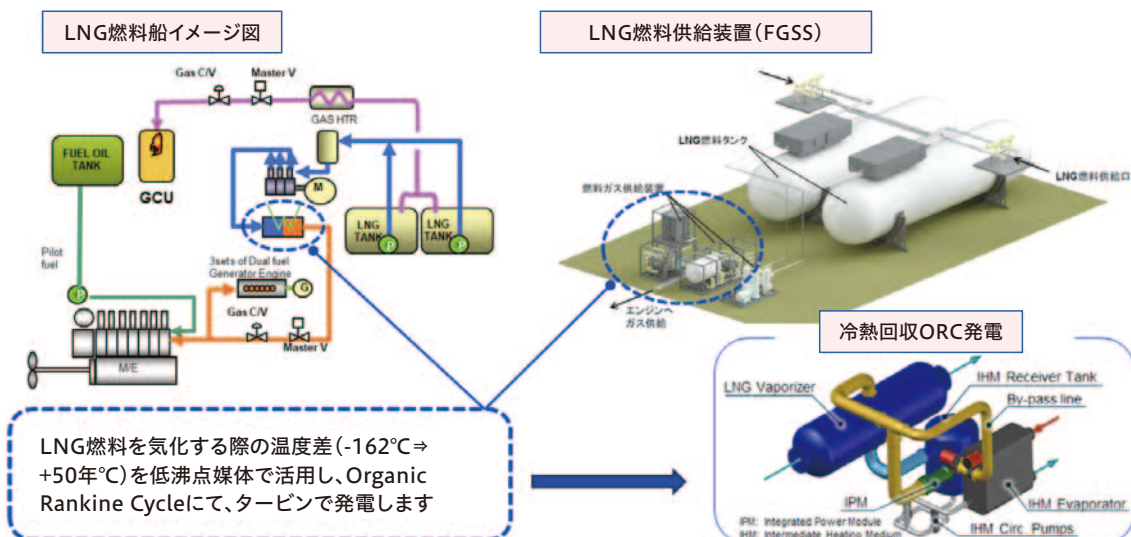 LNG燃料船イメージ図
Gas C/V
Master V
GAS HTR
FUEL OIL
TANK
GCU
M
LNG
TANK
LNG
TANK
P
P
Pilot
fuel
3sets of Dual fuel
Generator Engine
G
P
Gas C/V
Master V
M/E
LNG燃料供給装置(FGSS)
LNG燃料タンク
燃料ガス供給装置
LNG燃料供給口
エンジンへ
ガス供給
LNG燃料を気化する際の温度差(-162℃⇒
+50年℃)を低沸点媒体で活用し、Organic
Rankine Cycleにて、タービンで発電します
冷熱回収ORC発電
LNG Vaporizer
IHM Receiver Tank
By-pass line
IPM
IHM Evaporator
IHM Circ. Pumps
IPM: Integrated Power Module
IHM: Intermediate Heating Medium